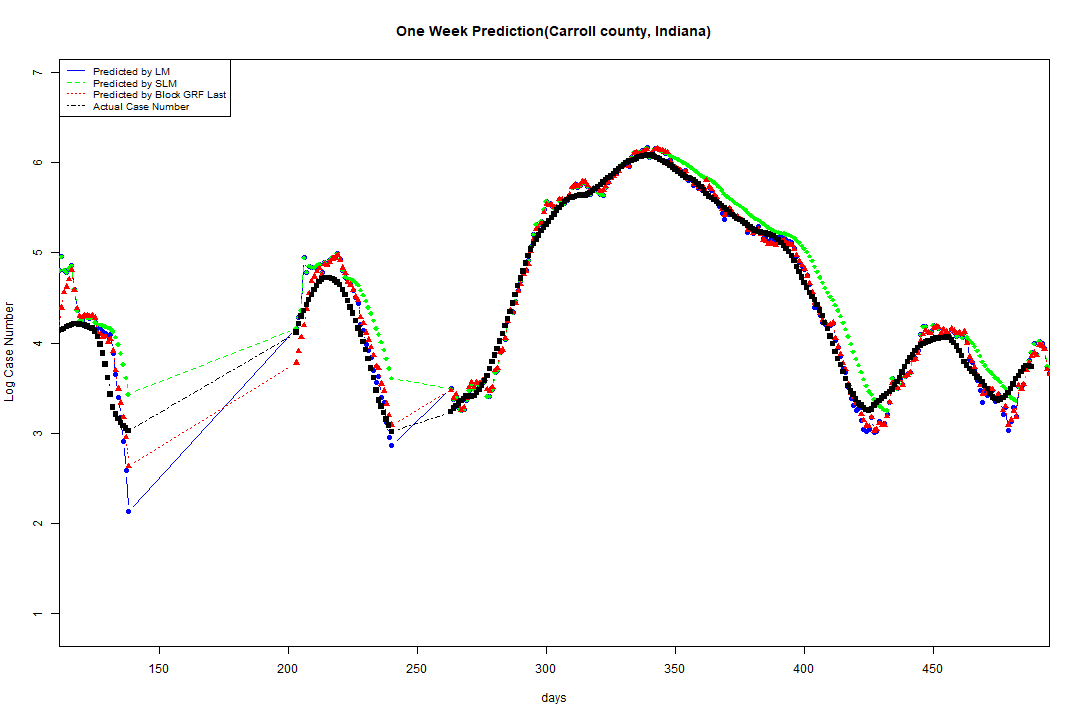 One Week Prediction(Carroll county, Indiana)
Predicted by LM
Predicted by SLM
Predicted by Block GRF Last
Actual Case Number
7
6
5
4
3
2
1
Log Case Number
150 200 250 300 350 400 450
days